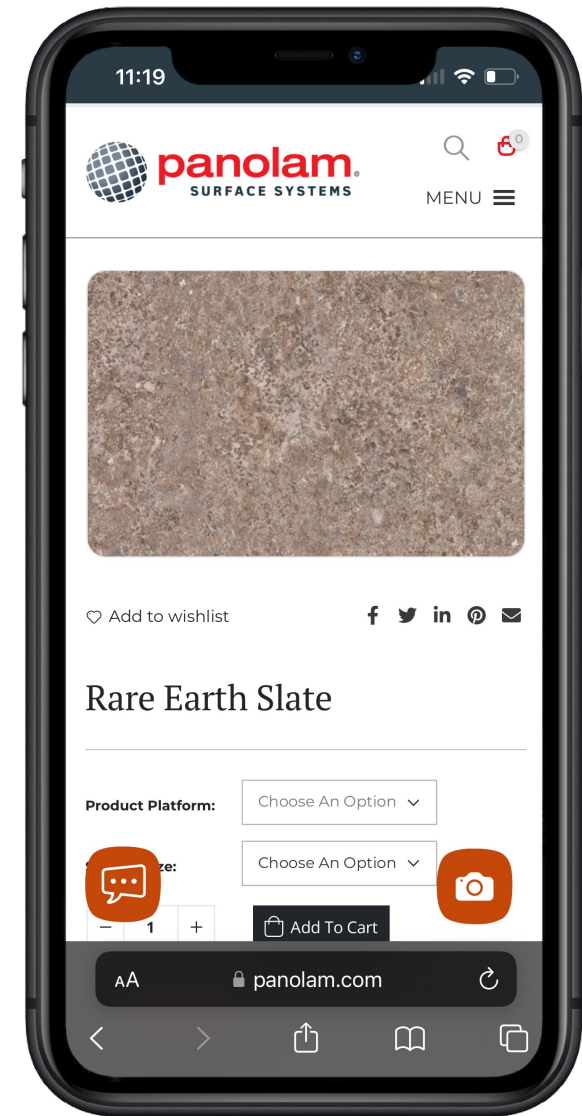 11:19
panolam.
SURFACE SYSTEMS
0
MENU
Add to wishlist
Rare Earth Slate
Product Platform:
Choose An Option
ze:
Choose An Option
1
Add To Cart
AA
panolam.com